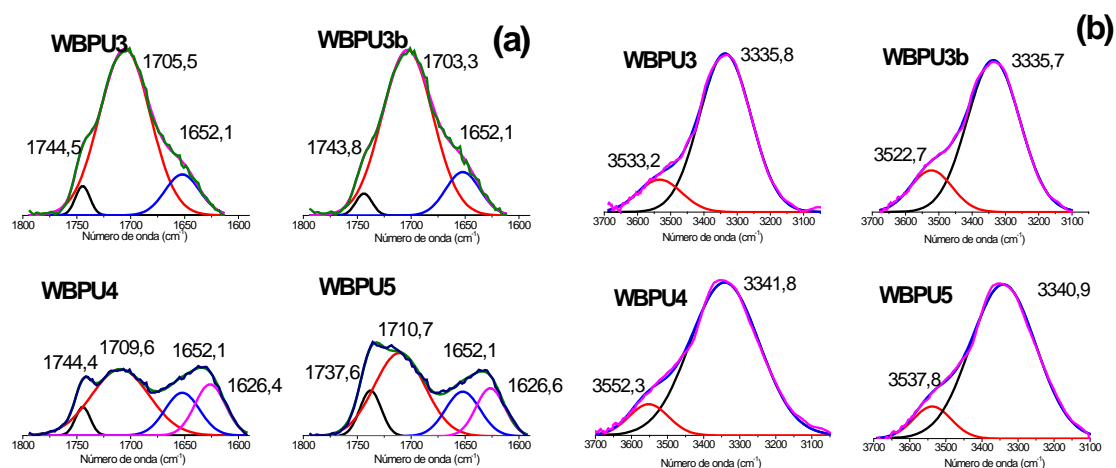 (a)
WBPU3
1705,5
1744,5
1652,1
1800 1750 1700 1650 1600
Número de onda (cm-1)
WBPU3b
1703,3
1743,8
1652,1
1800 1750 1700 1650 1600
Número de onda (cm-1)
WBPU4
1744,4
1709,6
1652,1
1626,4
1800 1750 1700 1650 1600
Número de onda (cm-1)
WBPU5
1737,6
1710,7
1652,1
1626,6
1800 1750 1700 1650 1600
Número de onda (cm-1)
(b)
WBPU3
3335,8
3533,2
3700 3600 3500 3400 3300 3200 3100
Número de onda (cm-1)
WBPU3b
3335,7
3522,7
3700 3600 3500 3400 3300 3200 3100
Número de onda (cm-1)
WBPU4
3341,8
3552,3
3700 3600 3500 3400 3300 3200 3100
Número de onda (cm-1)
WBPU5
3340,9
3537,8
3700 3600 3500 3400 3300 3200 3100
Número de onda (cm-1)